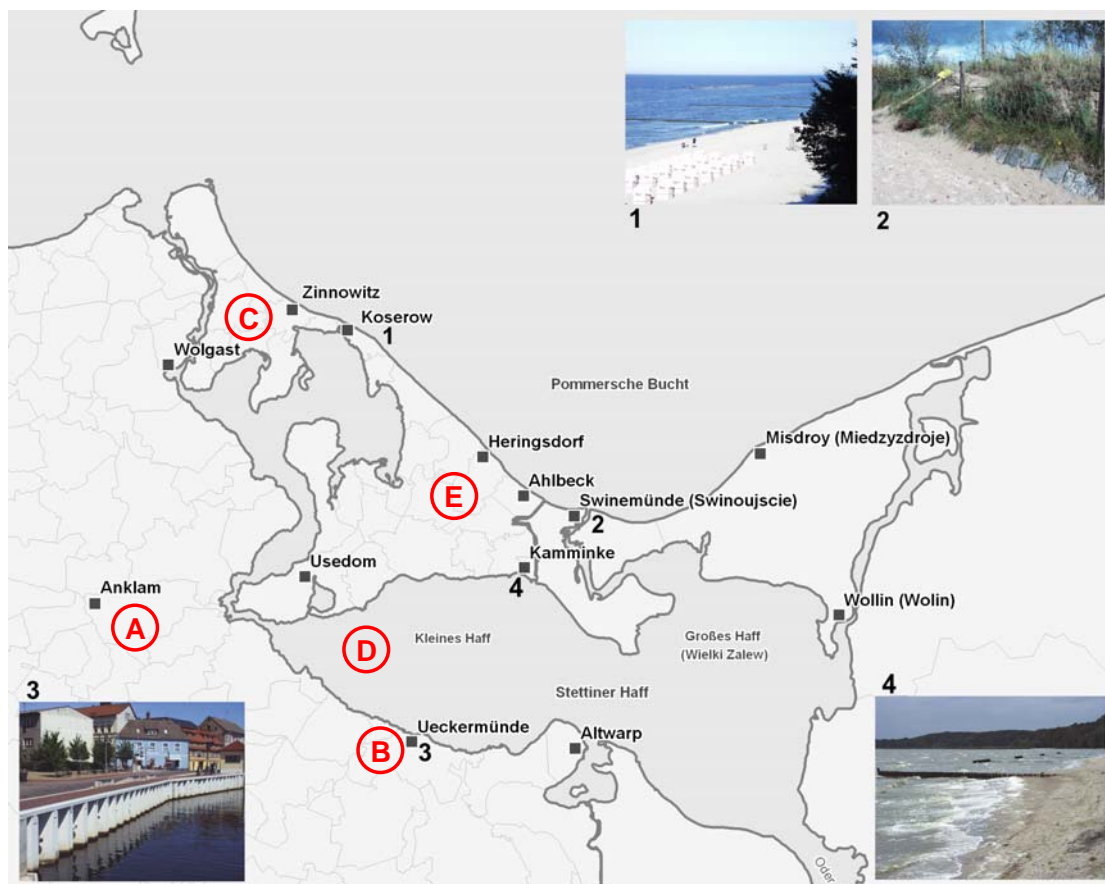 1
2
Zinnowitz
C
Koserow
1
Wolgast
Pommersche Bucht
Heringsdorf
Misdroy (Miedzyzdroje)
E
Ahlbeck
Swinemünde (Swinoujscie)
2
Kamminke
4
Usedom
Anklam
A
Wollin (Wolin)
Kleines Haff
D
Großes Haff
(Wielki Zalew)
3
4
Stettiner Haff
Ueckermünde
B
3
Altwarp
Oder